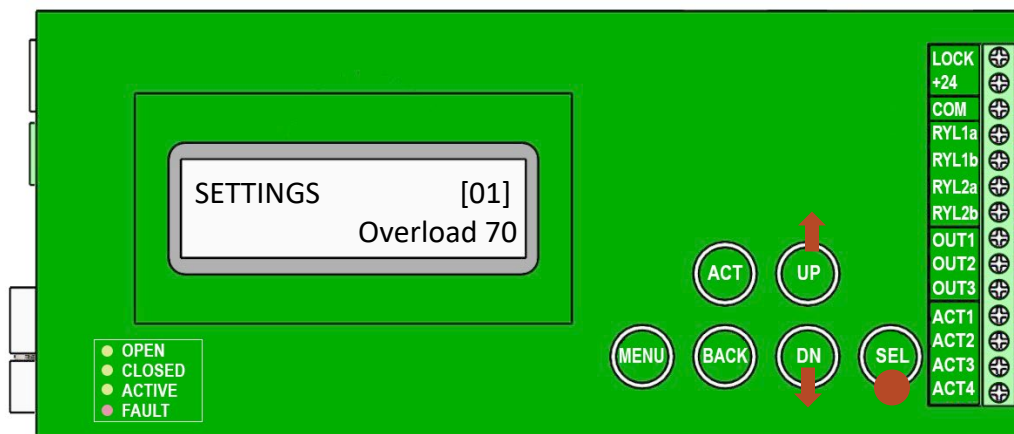 SETTINGS [01]
Overload 70
OPEN
CLOSED
ACTIVE
FAULT
ACT
UP
MENU
BACK
DN
SEL
LOCK
+24
COM
RYL1a
RYL1b
RYL2a
RYL2b
OUT1
OUT2
OUT3
ACT1
ACT2
ACT3
ACT4